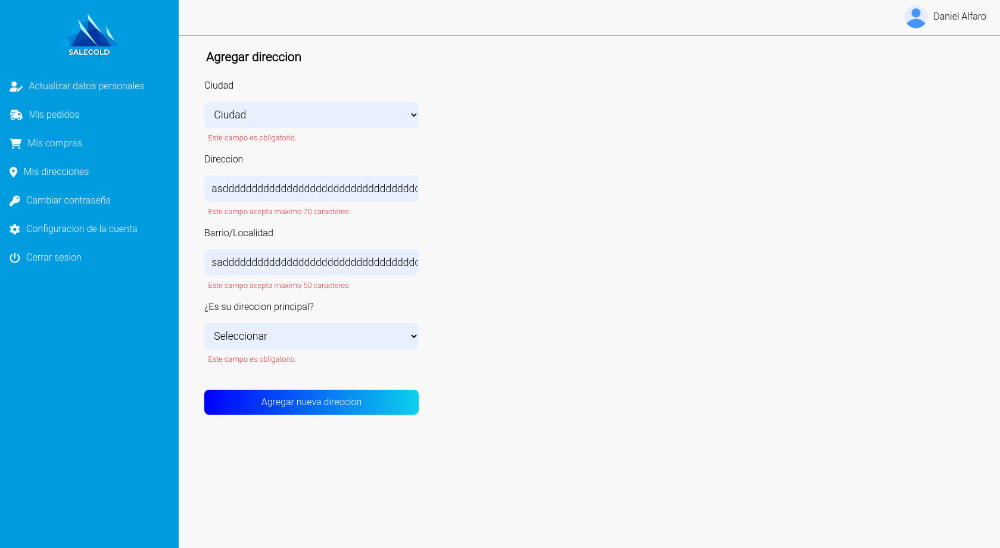 SALECOLD
Actualizar datos personales
Mis pedidos
Mis compras
Mis direcciones
Cambiar contraseña
Configuracion de la cuenta
Cerrar sesion
Daniel Alfaro
Agregar direccion
Ciudad
Ciudad
Este campo es obligatorio.
Direccion
asdddddddddddddddddddddddddddddddddd
Este campo acepta maximo 70 caracteres.
Barrio/Localidad
sadddddddddddddddddddddddddddddddddd
Este campo acepta maximo 50 caracteres
¿Es su direccion principal?
Seleccionar
Este campo es obligatorio.
Agregar nueva direccion